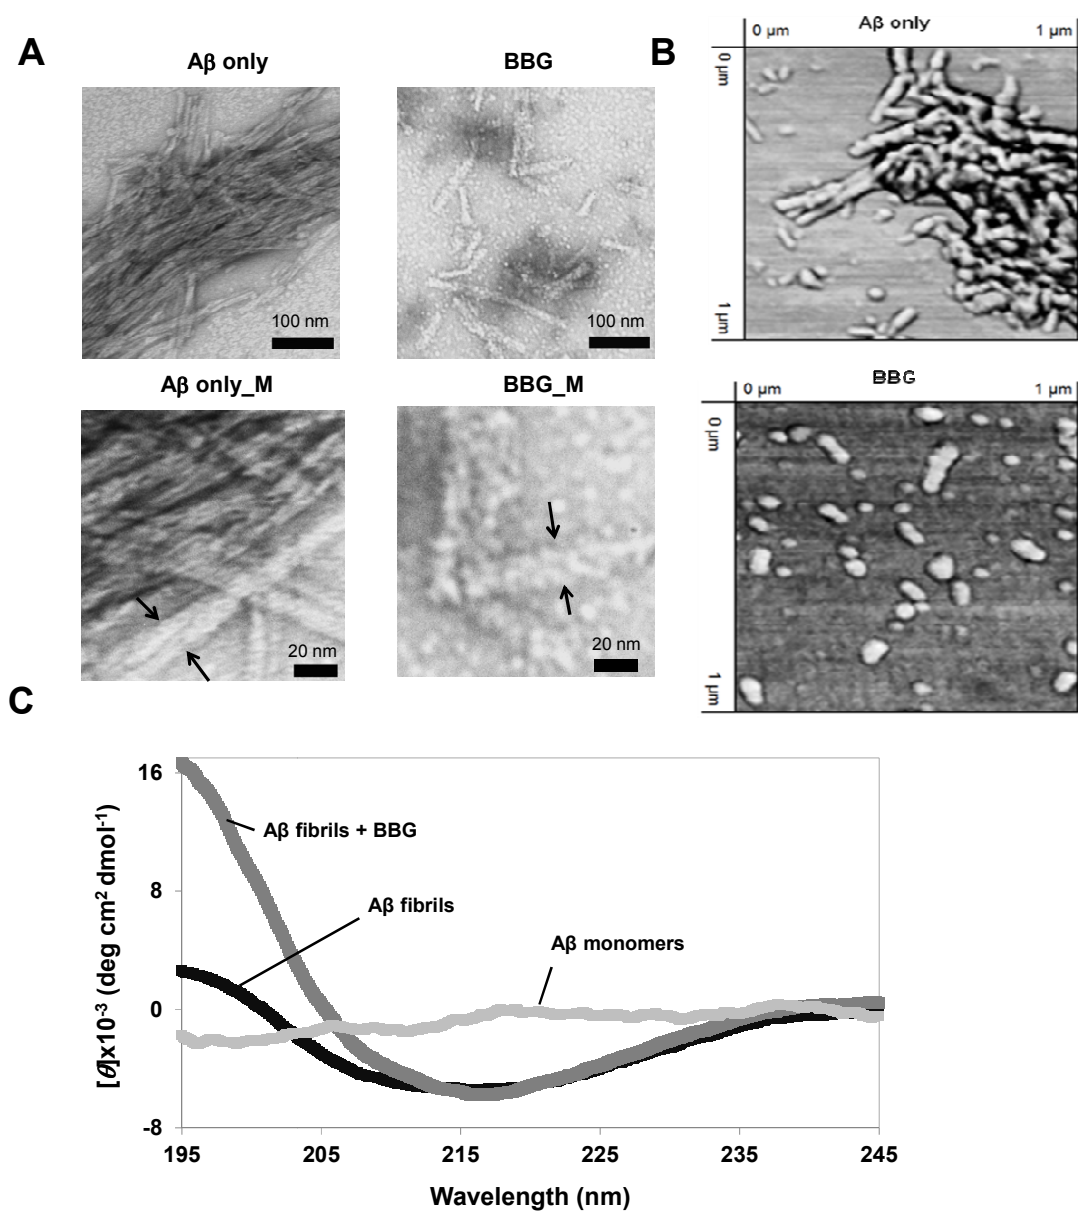 A
Aβ only
BBG
100 nm
100 nm
Aβ only_M
BBG_M
20 nm
20 nm
B
Aβ only
0 µm
1 µm
0 µm
1 µm
BBG
0 µm
1 µm
0 µm
1 µm
C
16
8
0
-8
[θ]x10⁻³ (deg cm² dmol⁻¹)
Aβ fibrils + BBG
Aβ fibrils
Aβ monomers
195
205
215
225
235
245
Wavelength (nm)